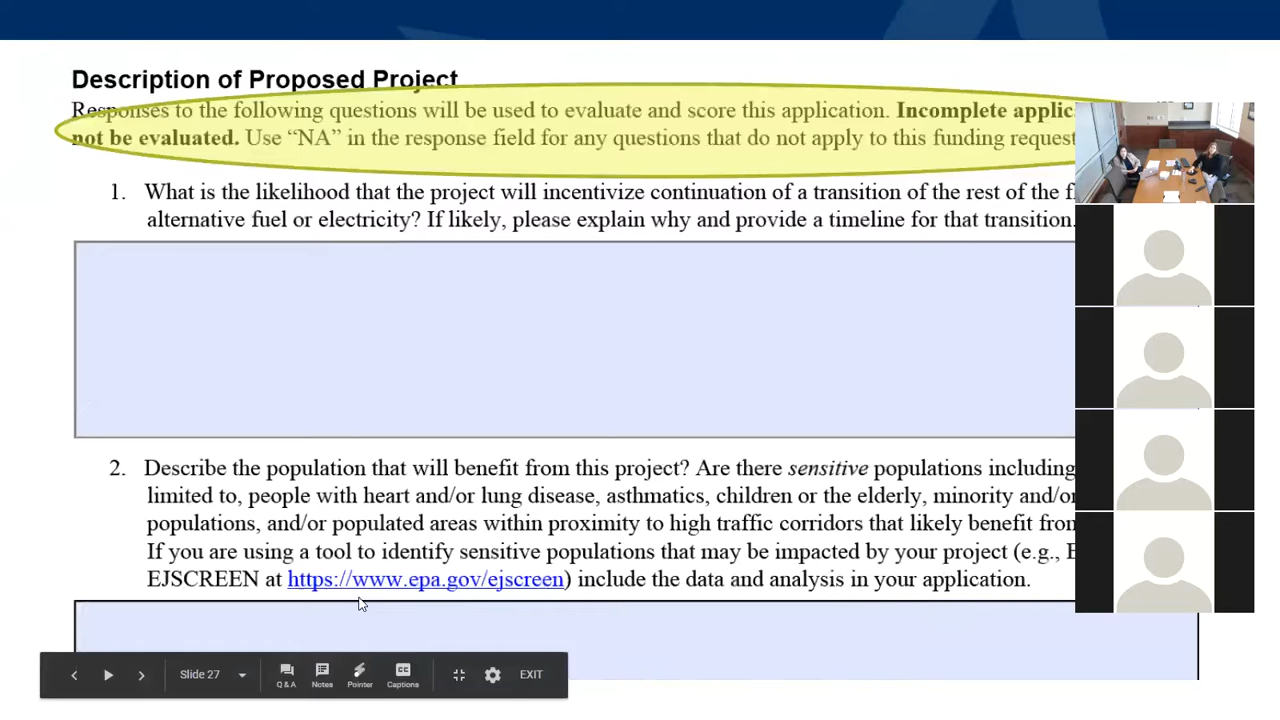 Description of Proposed Project
Responses to the following questions will be used to evaluate and score this application. Incomplete applic
not be evaluated. Use “NA” in the response field for any questions that do not apply to this funding request
1. What is the likelihood that the project will incentivize continuation of a transition of the rest of the f
alternative fuel or electricity? If likely, please explain why and provide a timeline for that transition.
2. Describe the population that will benefit from this project? Are there sensitive populations including
limited to, people with heart and/or lung disease, asthmatics, children or the elderly, minority and/or
populations, and/or populated areas within proximity to high traffic corridors that likely benefit from
If you are using a tool to identify sensitive populations that may be impacted by your project (e.g., E
EJSCREEN at https://www.epa.gov/ejscreen) include the data and analysis in your application.
Slide 27
Q & A
Notes
Pointer
CC
Captions
EXIT